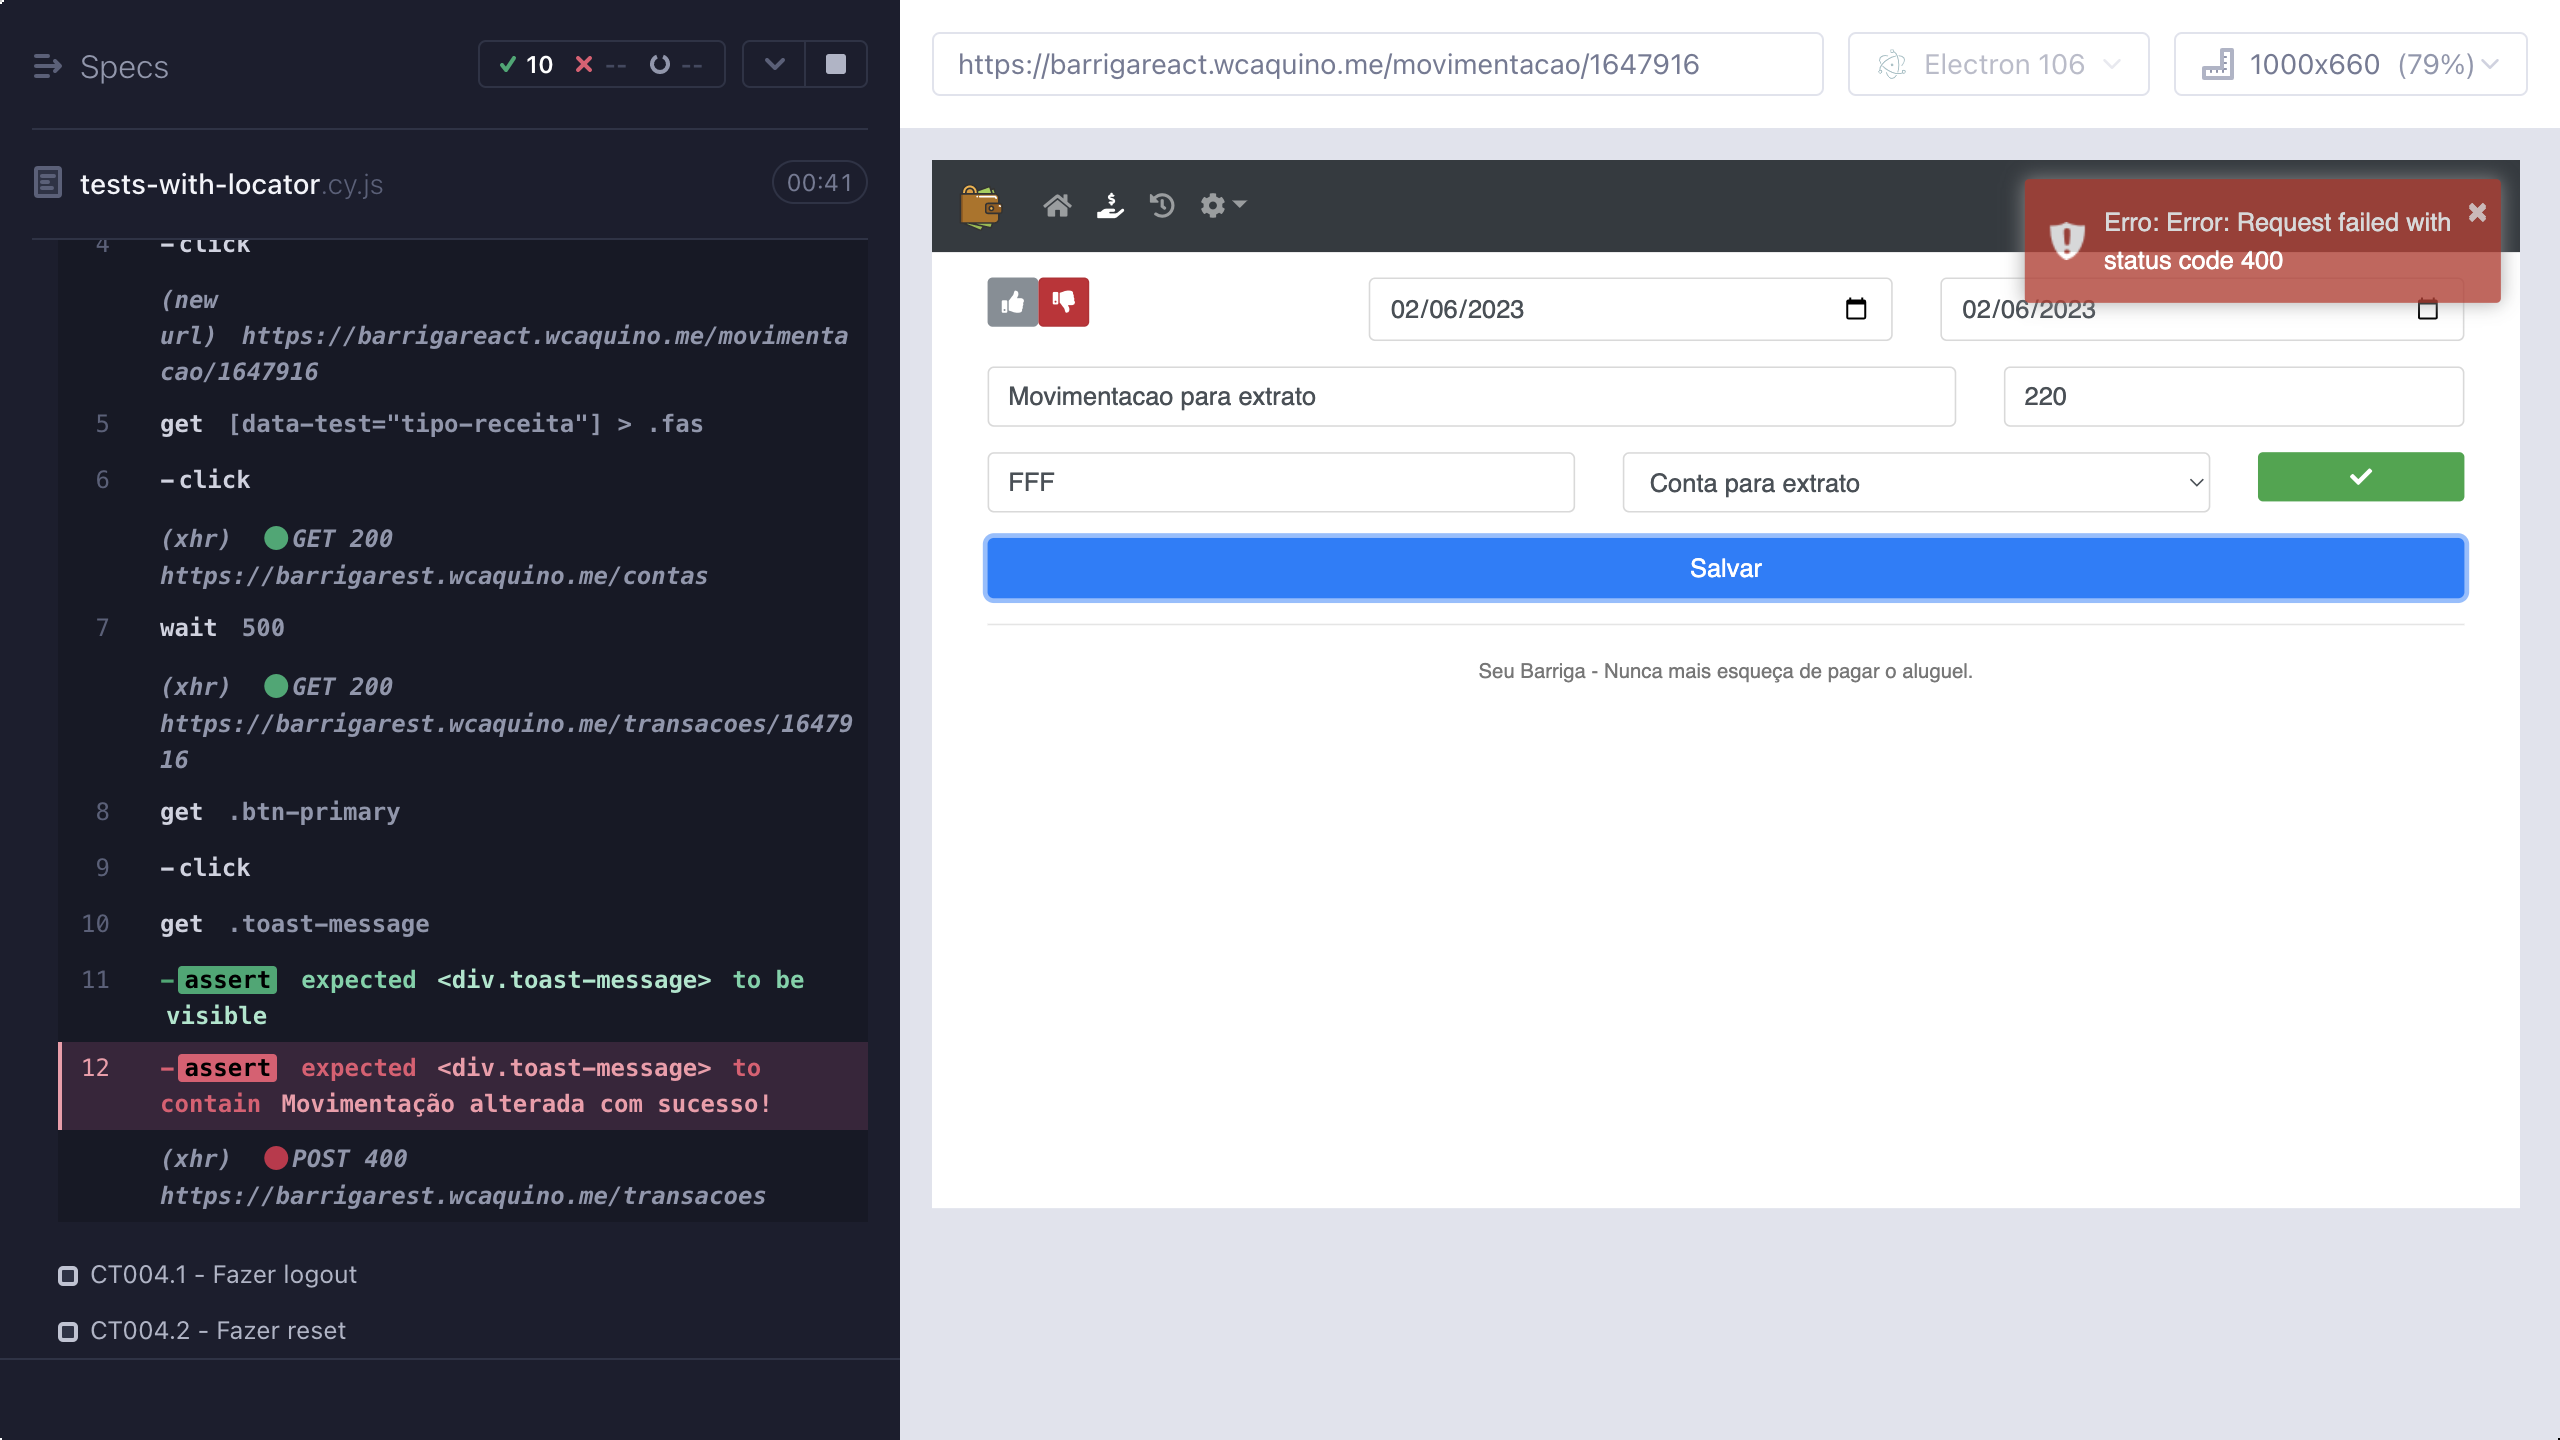 Specs
10 -- --
tests-with-locator.cy.js
00:41
4 -click
(new
url) https://barrigareact.wcaquino.me/movimenta
cao/1647916
5 get [data-test="tipo-receita"] > .fas
6 -click
(xhr) GET 200
https://barrigarest.wcaquino.me/contas
7 wait 500
(xhr) GET 200
https://barrigarest.wcaquino.me/transacoes/16479
16
8 get .btn-primary
9 -click
10 get .toast-message
11 -assert expected <div.toast-message> to be
visible
12 -assert expected <div.toast-message> to
contain Movimentação alterada com sucesso!
(xhr) POST 400
https://barrigarest.wcaquino.me/transacoes
CT004.1 - Fazer logout
CT004.2 - Fazer reset
https://barrigareact.wcaquino.me/movimentacao/1647916
Electron 106
1000x660 (79%)
Erro: Error: Request failed with
status code 400
02/06/2023
02/06/2023
Movimentacao para extrato
220
FFF
Conta para extrato
Salvar
Seu Barriga - Nunca mais esqueça de pagar o aluguel.